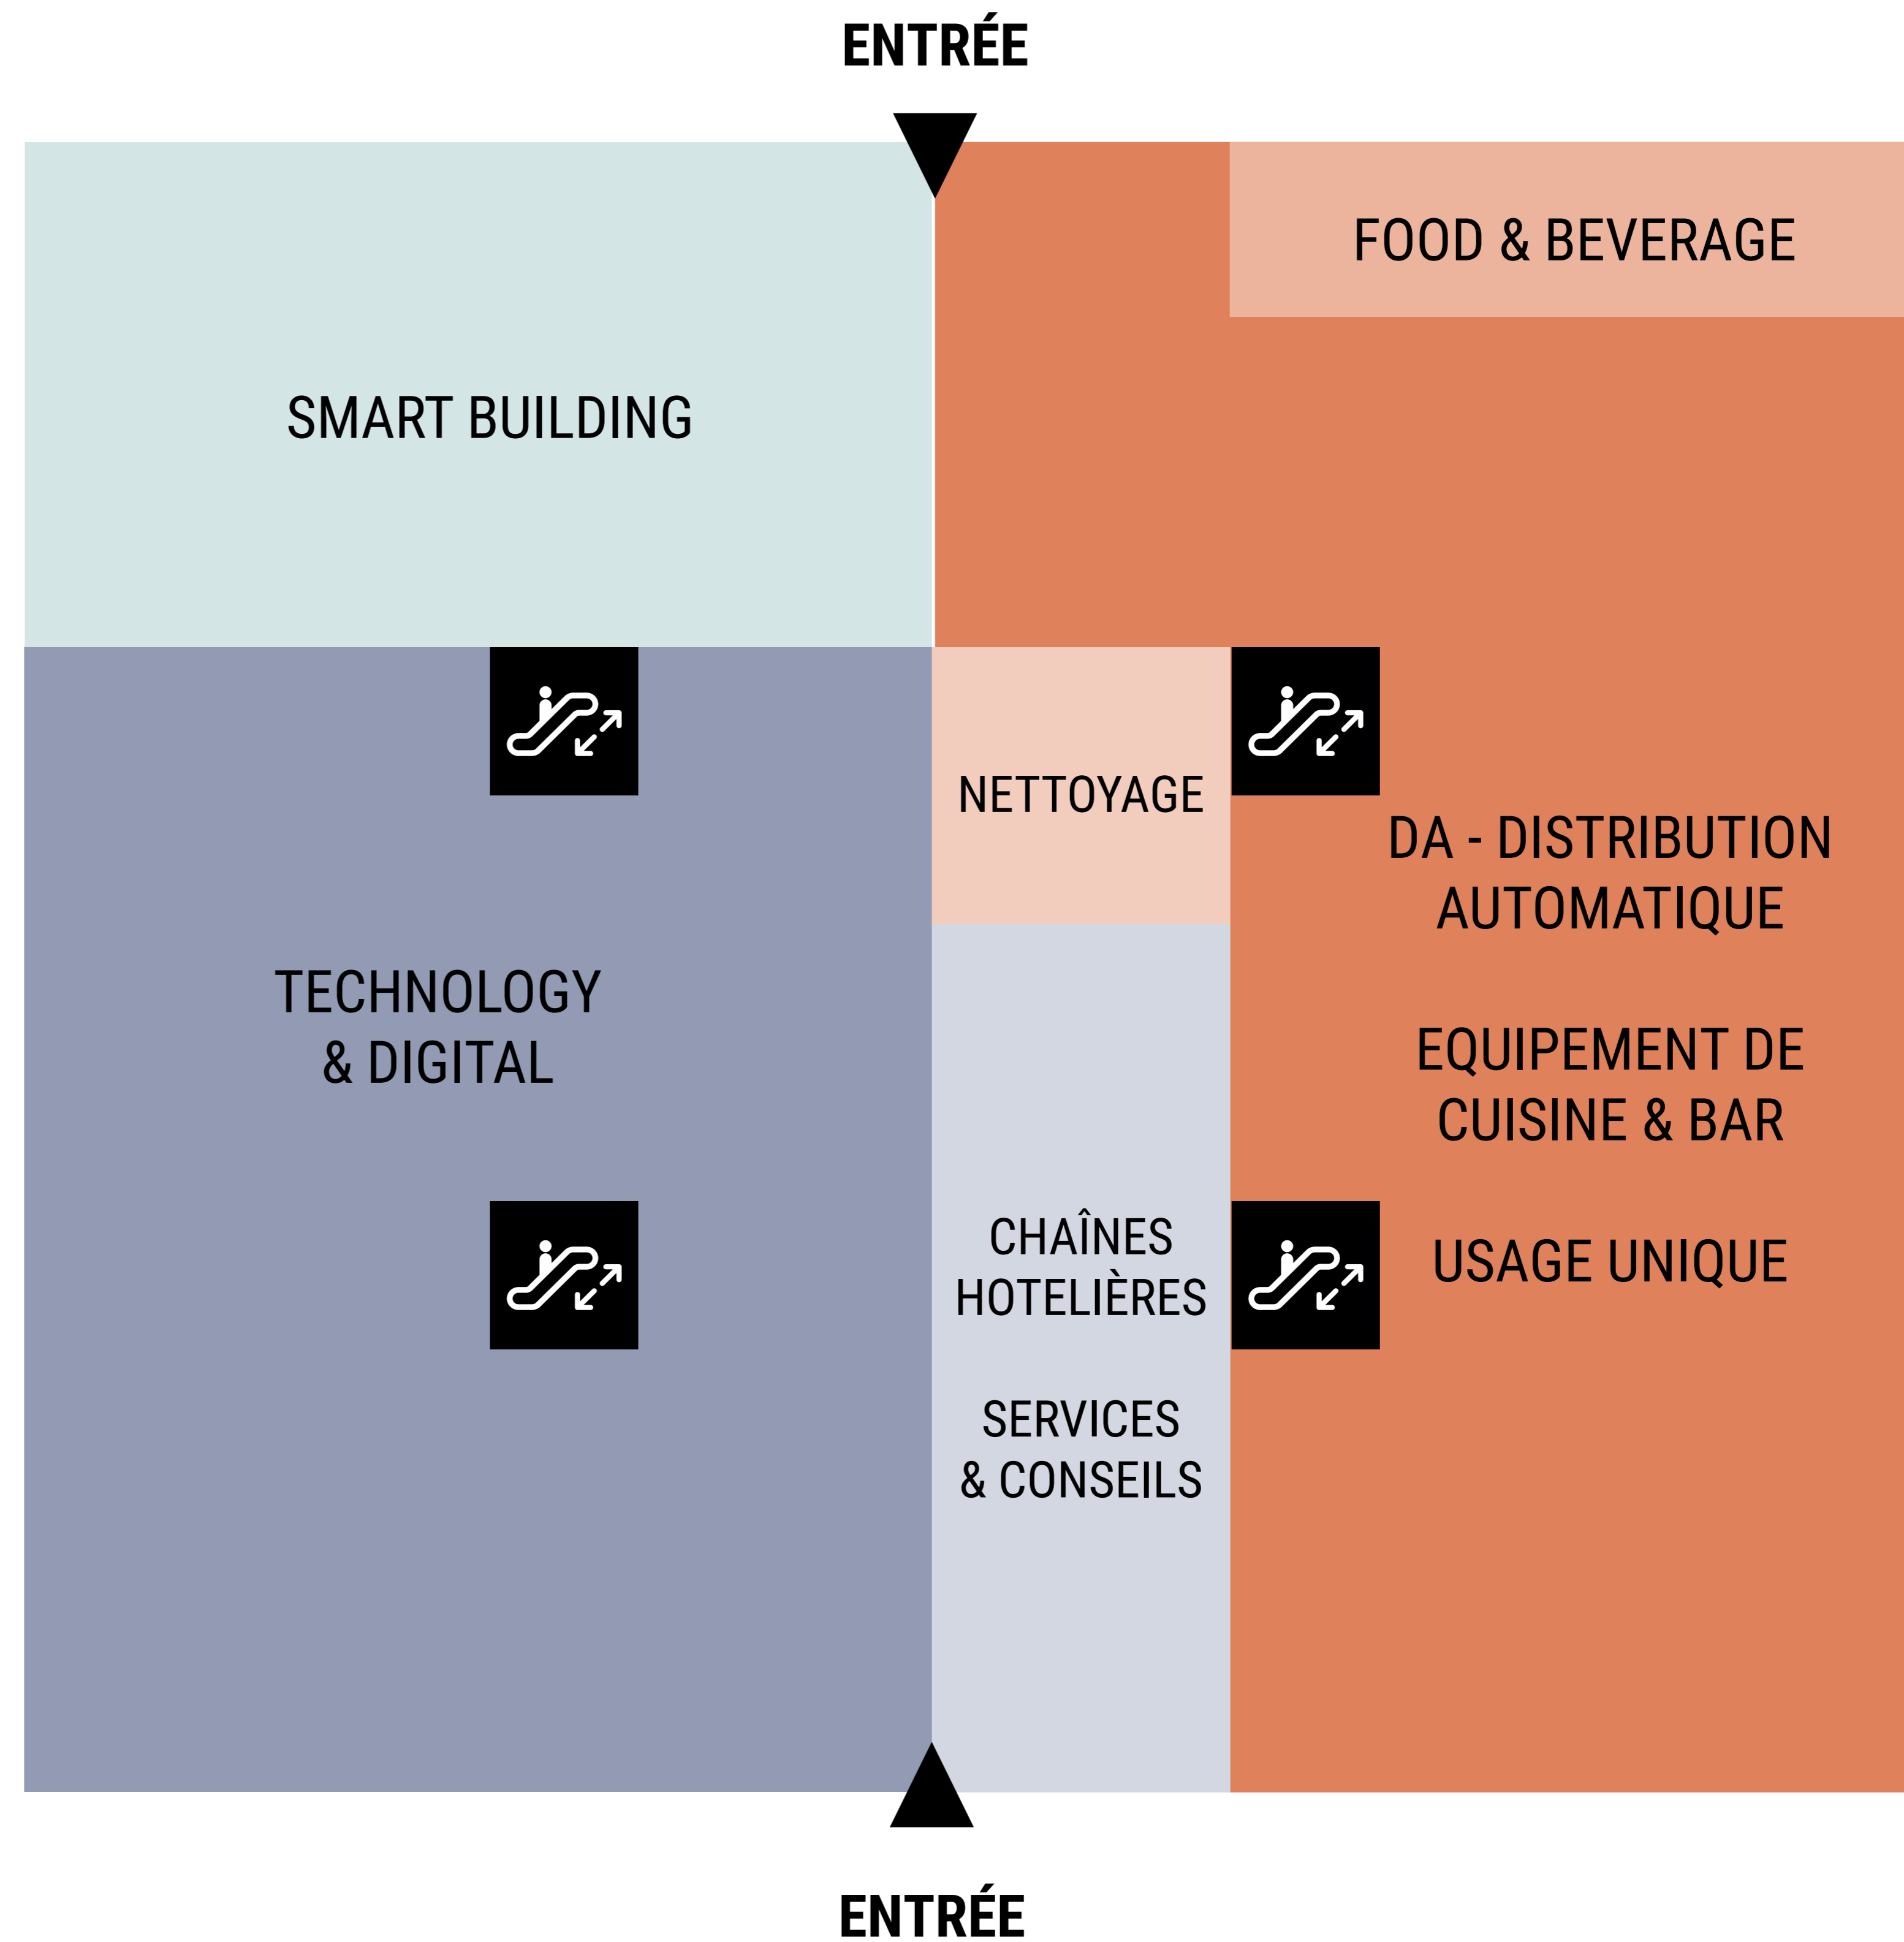 ENTRÉE
FOOD & BEVERAGE
SMART BUILDING
NETTOYAGE
DA - DISTRIBUTION
AUTOMATIQUE
TECHNOLOGY
& DIGITAL
EQUIPEMENT DE
CUISINE & BAR
CHAÎNES
HOTELIÈRES
USAGE UNIQUE
SERVICES
& CONSEILS
ENTRÉE